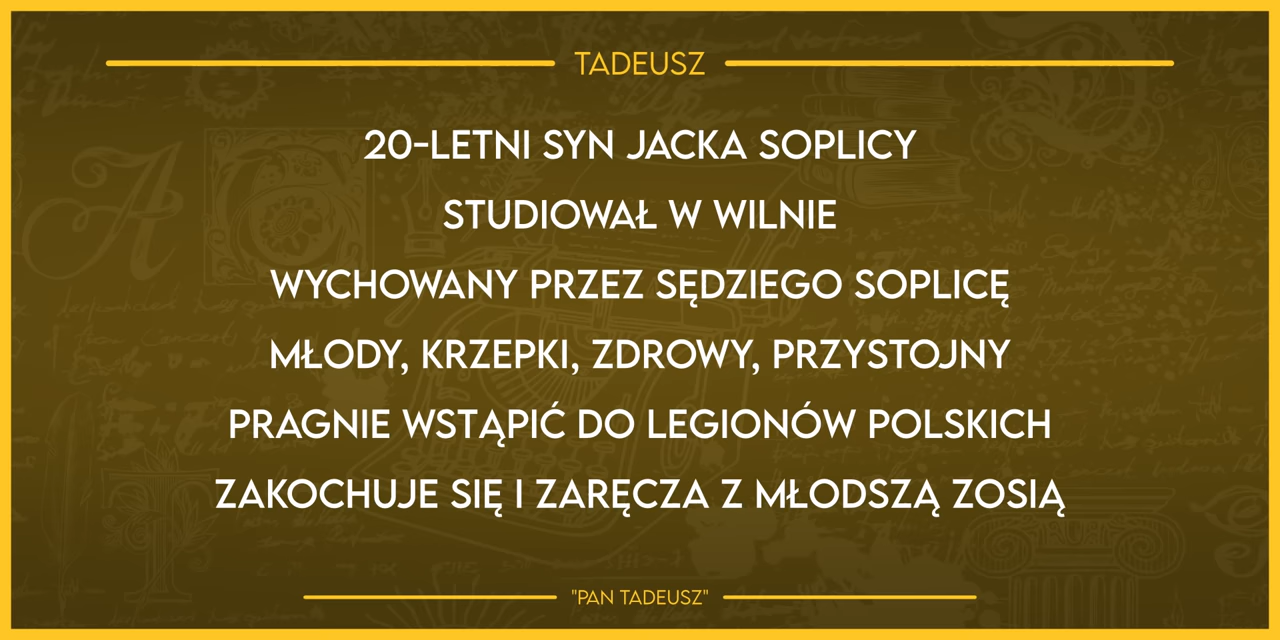 TADEUSZ
20-LETNI SYN JACKA SOPLICY
STUDIOWAŁ W WILNIE
WYCHOWANY PRZEZ SĘDZIEGO SOPLICĘ
MŁODY, KRZEPKI, ZDROWY, PRZYSTOJNY
PRAGNIE WSTĄPIĆ DO LEGIONÓW POLSKICH
ZAKOCHUJE SIĘ I ZARĘCZA Z MŁODSZĄ ZOSIĄ
"PAN TADEUSZ"